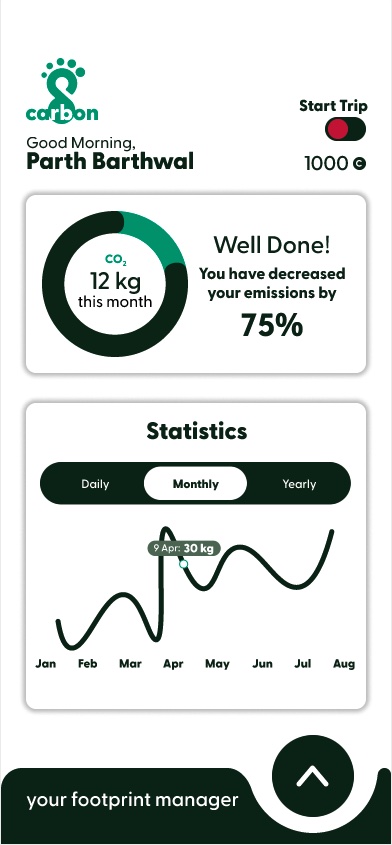 carbon
Start Trip
Good Morning,
Parth Barthwal
1000 C
CO₂
12 kg
this month
Well Done!
You have decreased
your emissions by
75%
Statistics
Daily Monthly Yearly
9 Apr: 30 kg
Jan Feb Mar Apr May Jun Jul Aug
your footprint manager